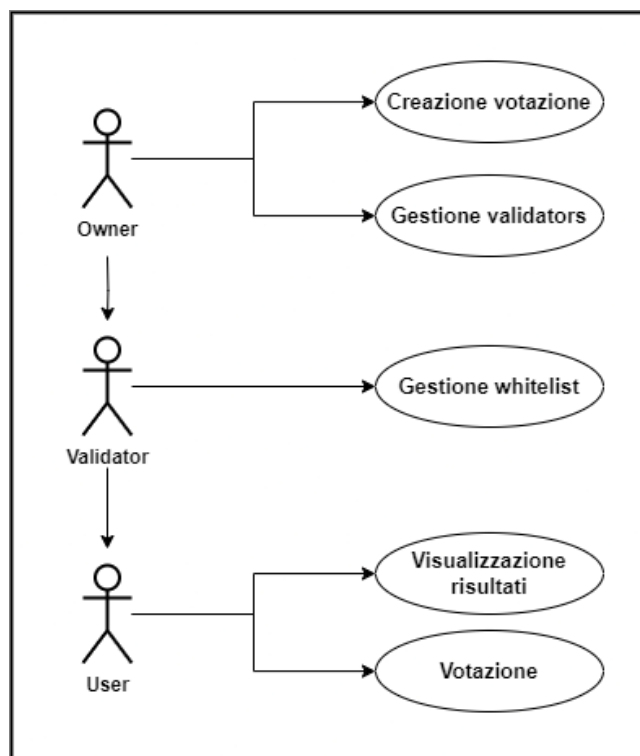 Creazione votazione
Owner
Gestione validators
Validator
Gestione whitelist
User
Visualizzazione
risultati
Votazione